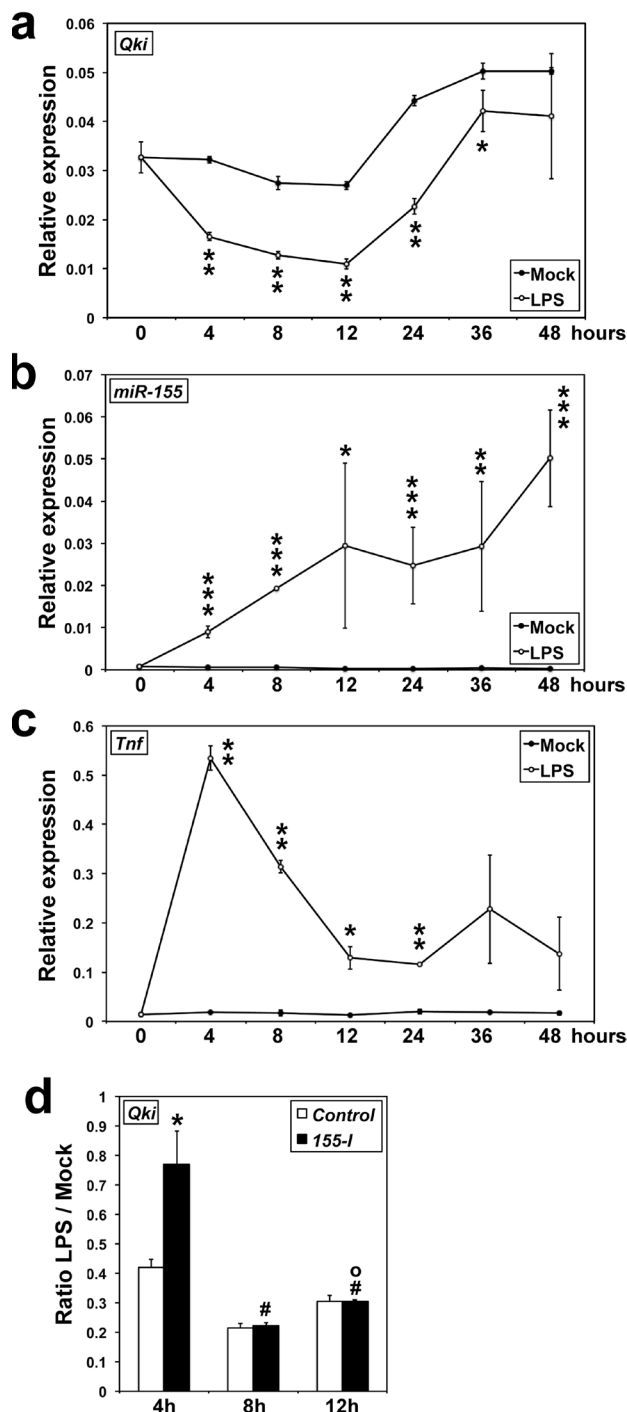 a
Qki
Relative expression
0.06
0.05
0.04
0.03
0.02
0.01
0
**
**
**
**
*
Mock
LPS
0 4 8 12 24 36 48 hours
b
miR-155
Relative expression
0.07
0.06
0.05
0.04
0.03
0.02
0.01
0
***
***
*
***
**
***
Mock
LPS
0 4 8 12 24 36 48 hours
c
Tnf
Relative expression
0.6
0.5
0.4
0.3
0.2
0.1
0
**
**
*
**
Mock
LPS
0 4 8 12 24 36 48 hours
d
Qki
Ratio LPS / Mock
1
0.9
0.8
0.7
0.6
0.5
0.4
0.3
0.2
0.1
0
*
#
o
#
Control
155-I
4h 8h 12h